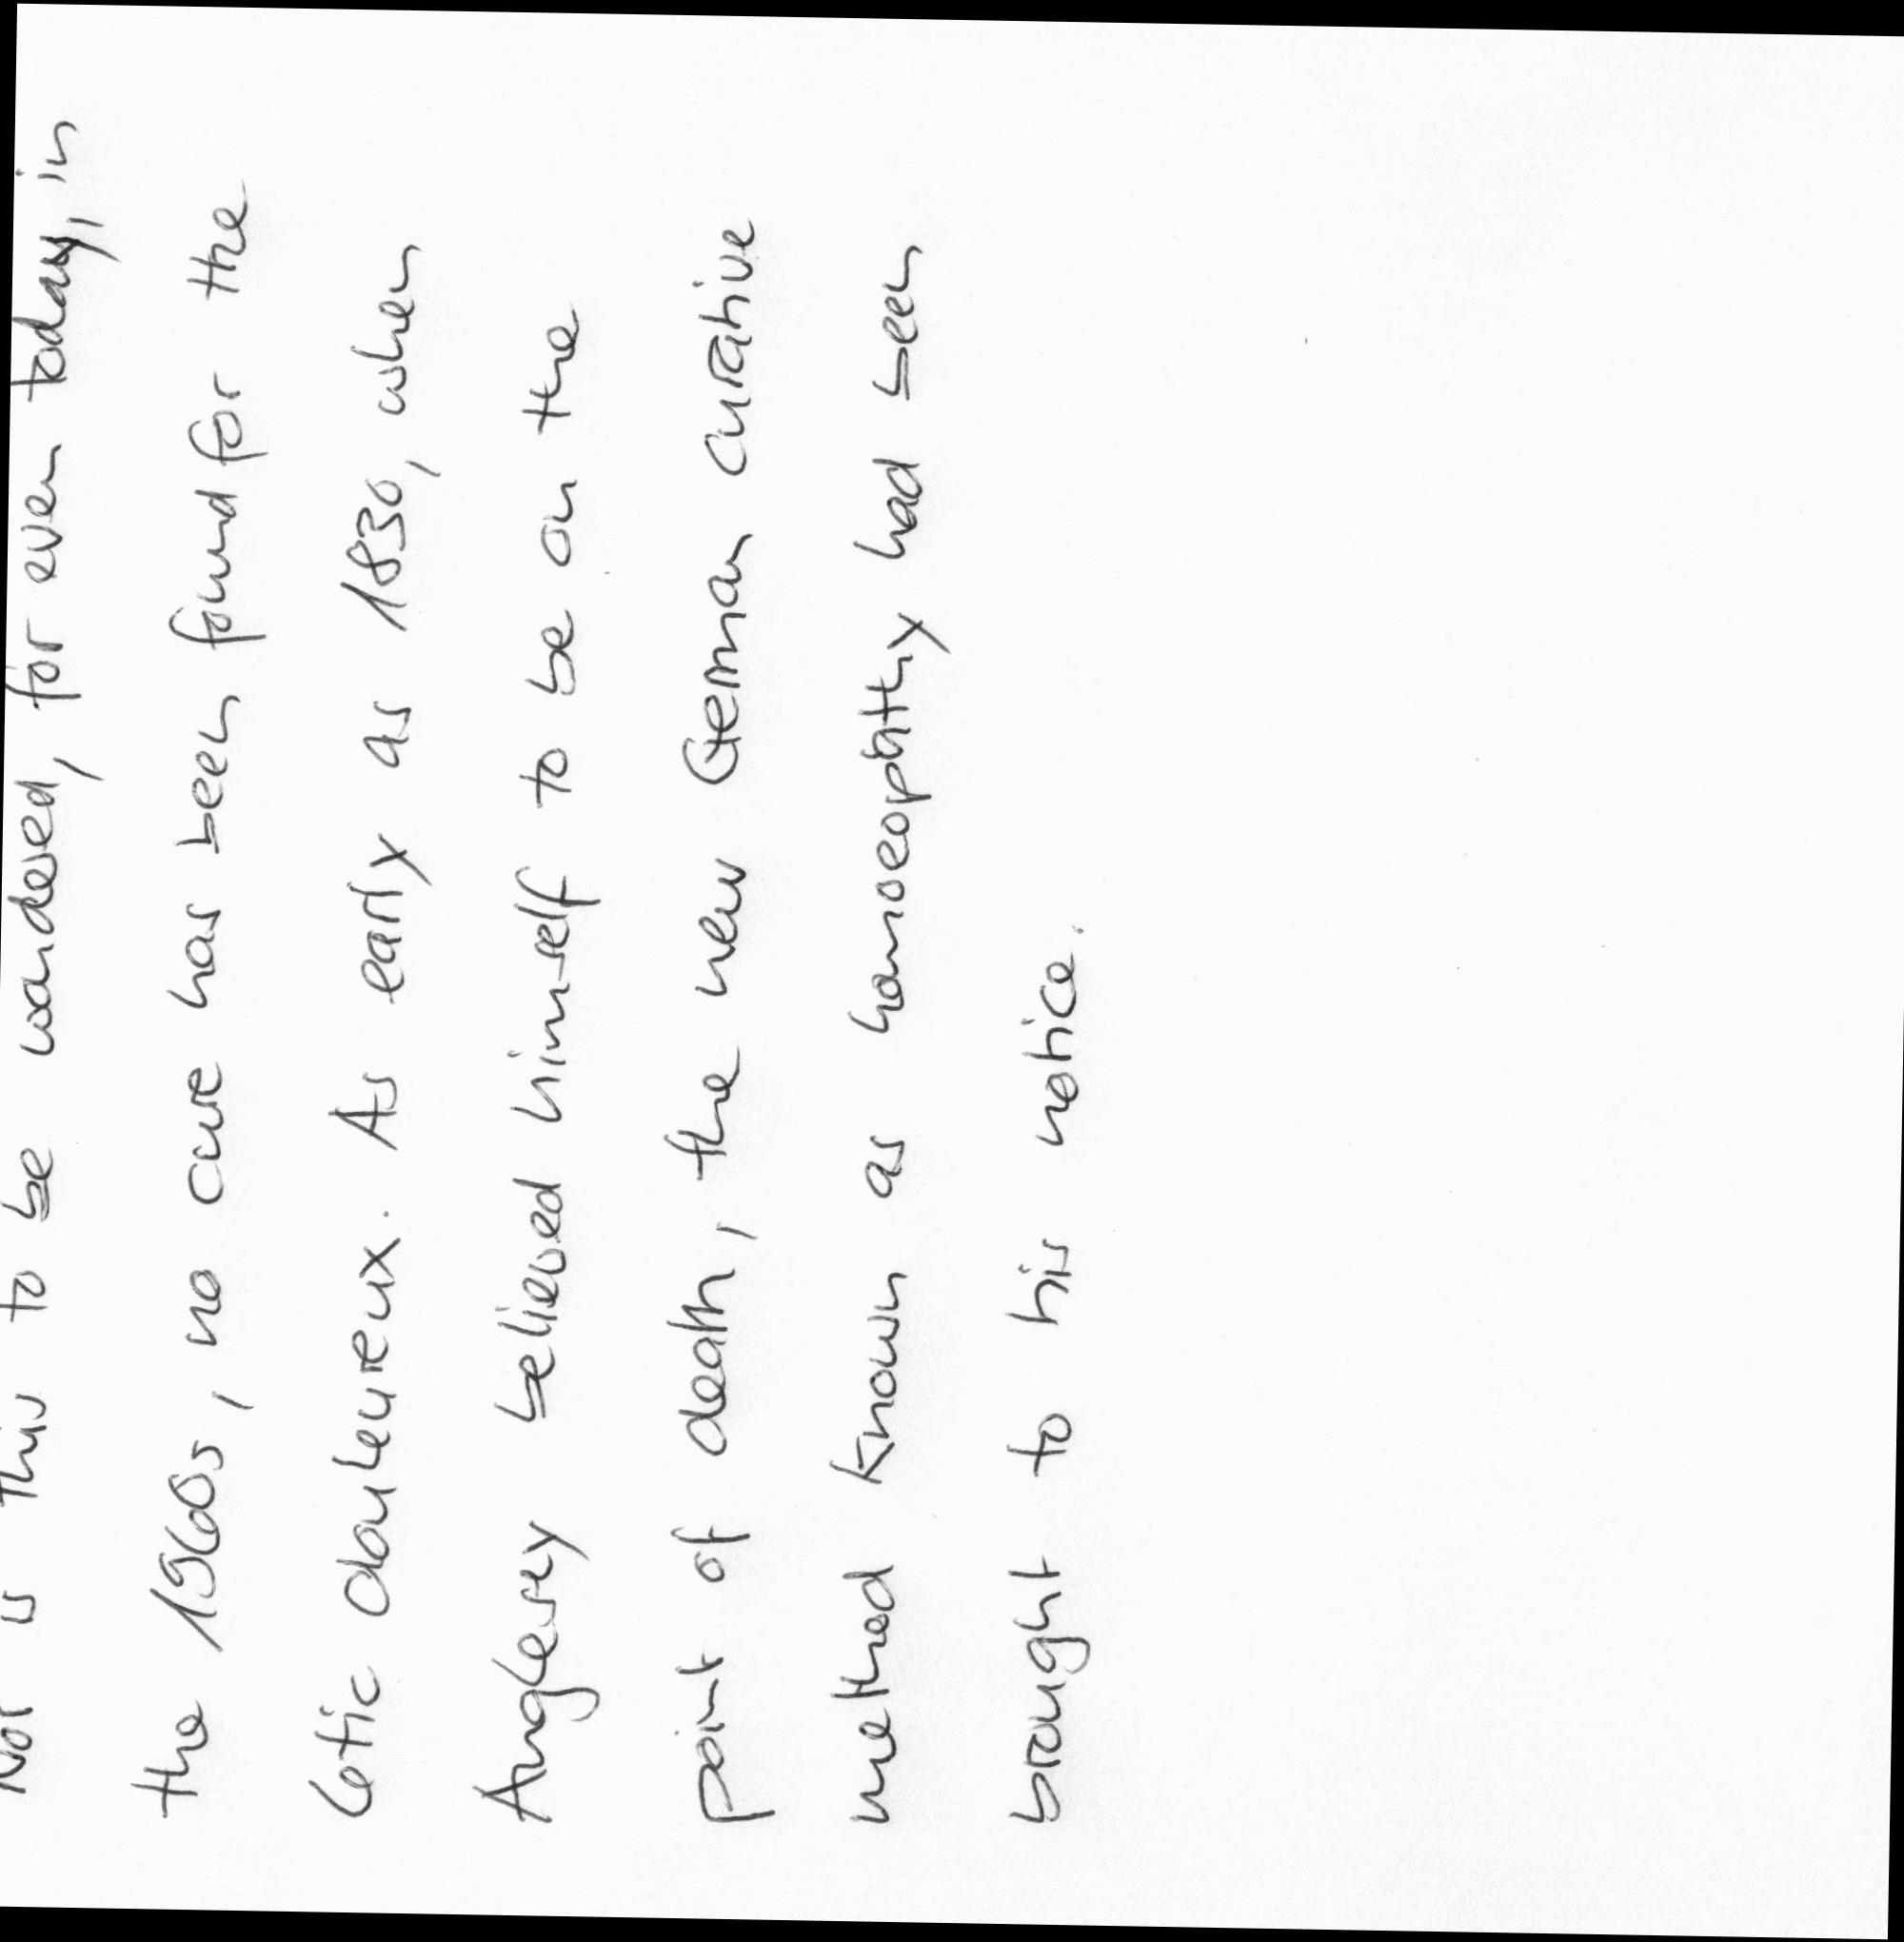 Nor is this to be wondered, for even today, in
the 1960s, no cure has been found for the
6tic douleureux. As early as 1830, when
Anglesey believed himself to be on the
point of death, the new German curative
method known as homoeopathy had been
brought to his notice.